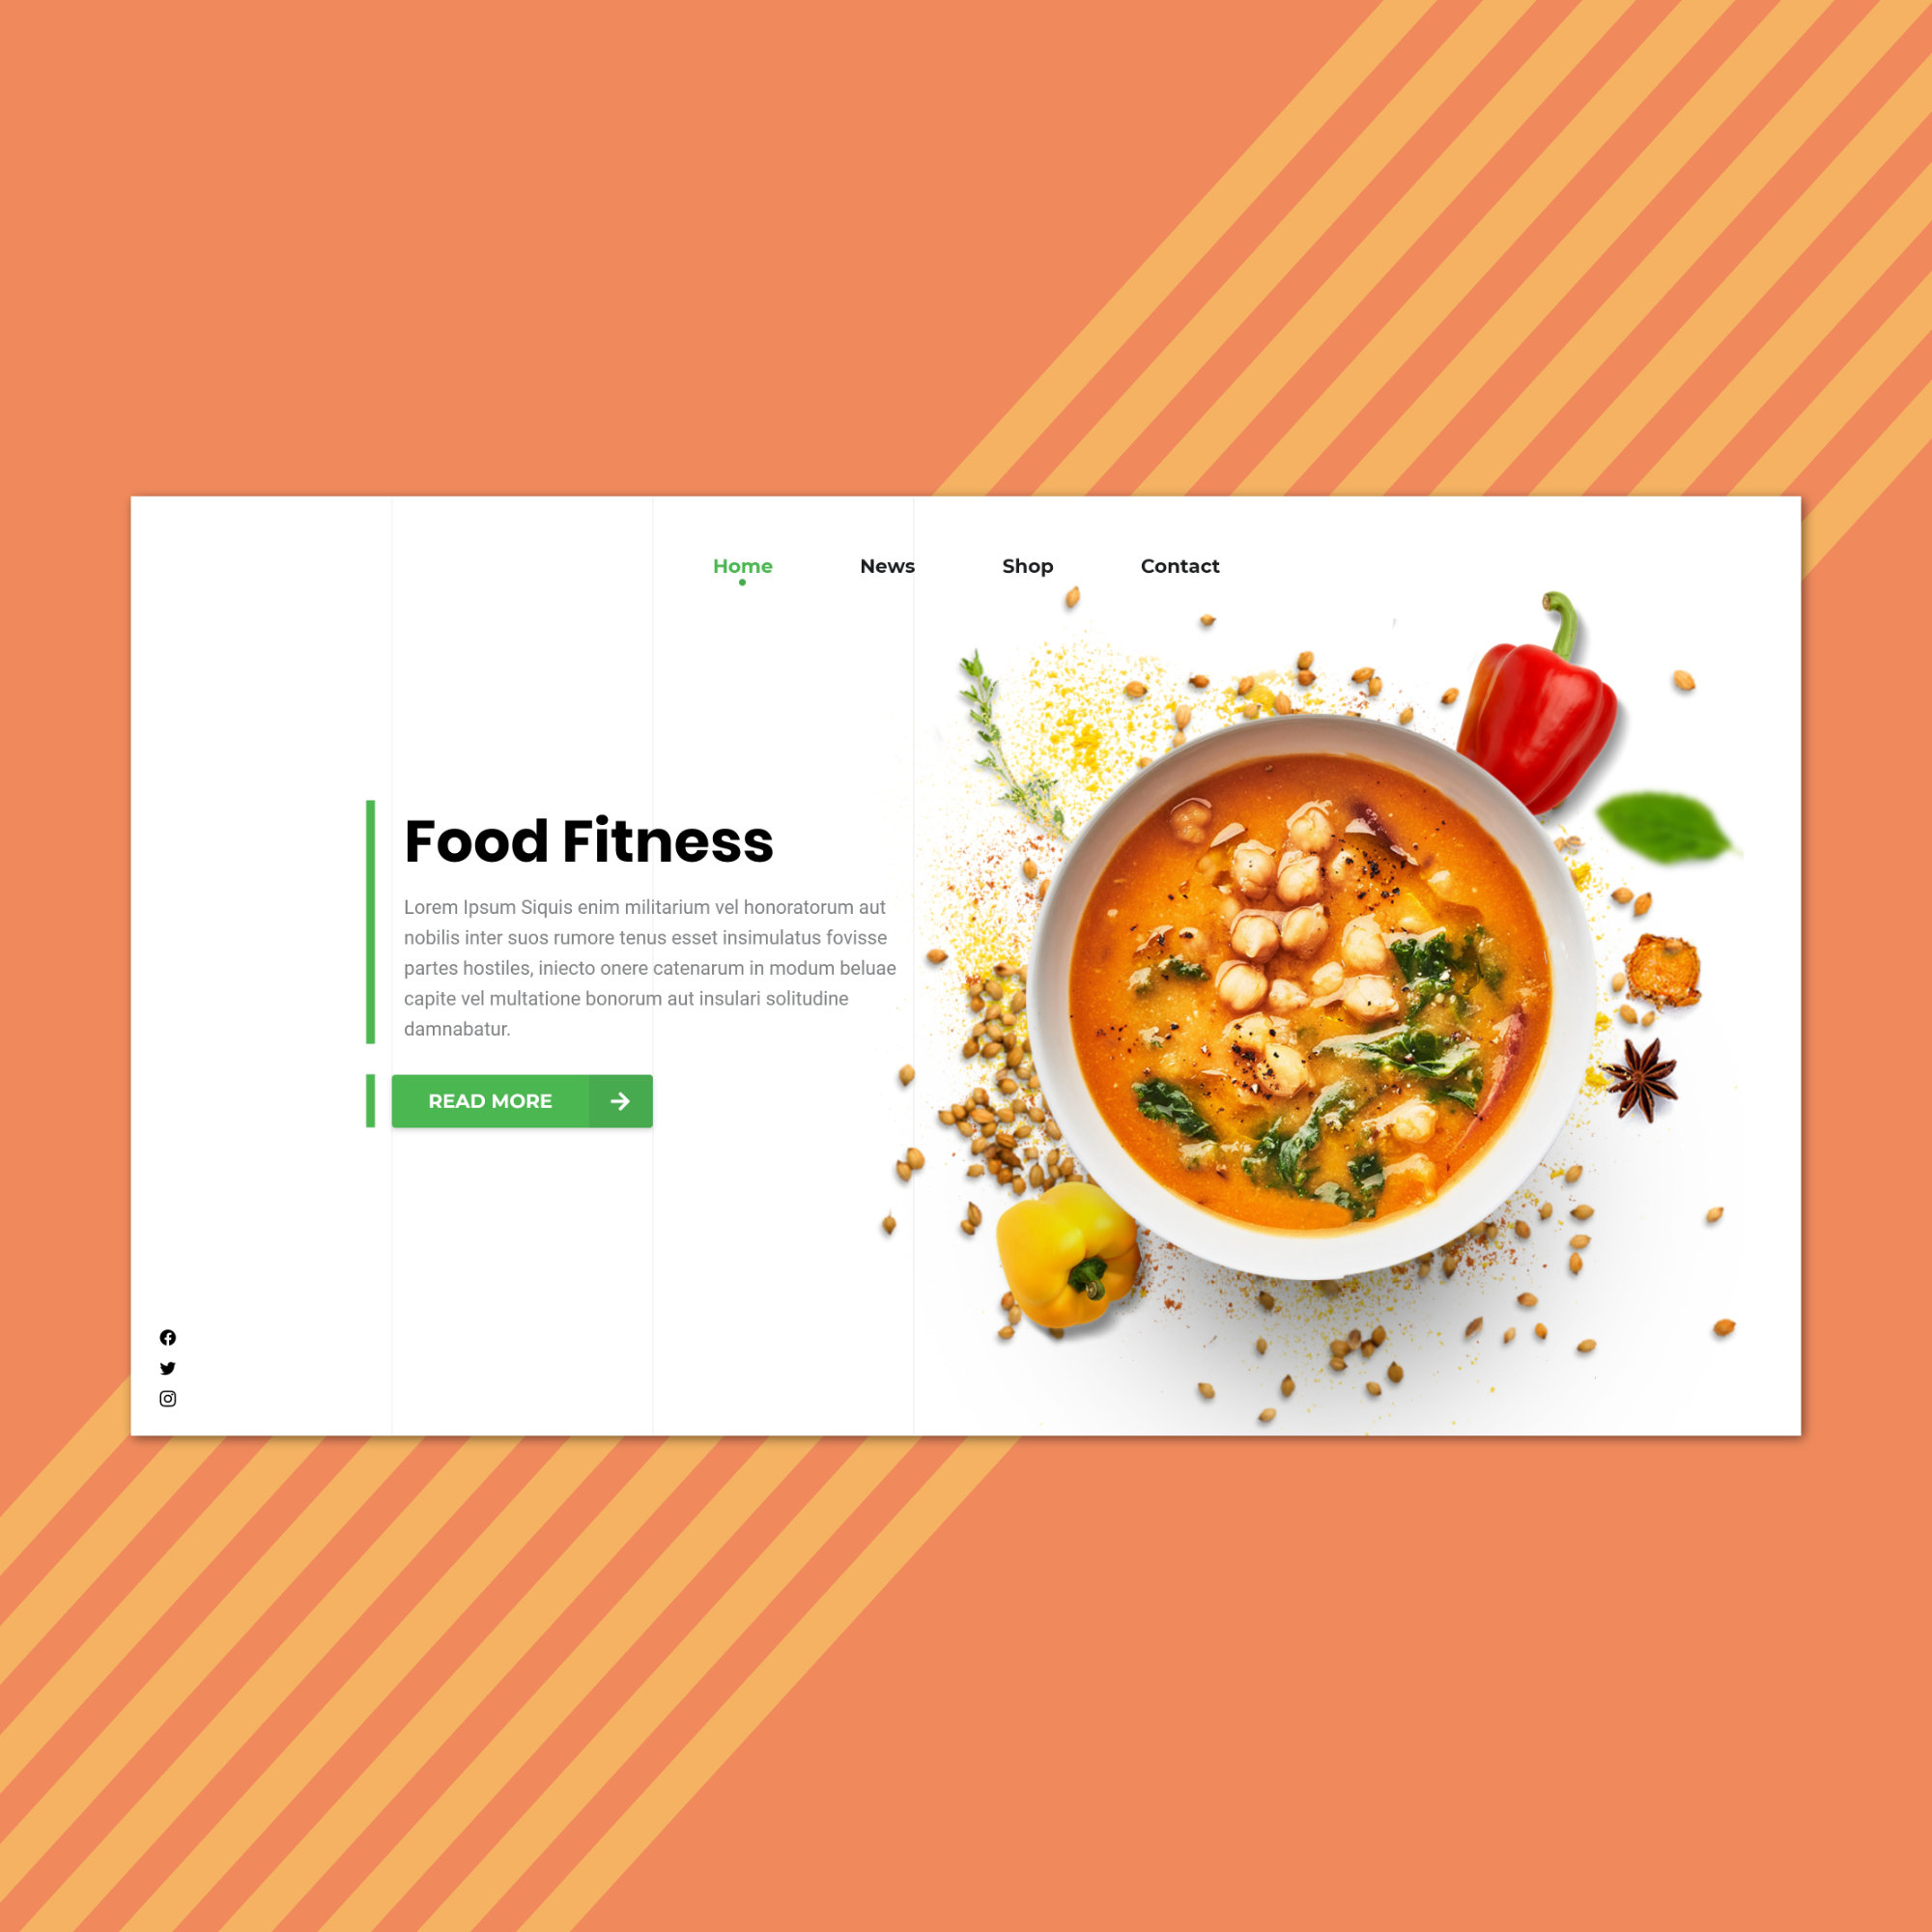 Home News Shop Contact
Food Fitness
Lorem Ipsum Siquis enim militarium vel honoratorum aut
nobilis inter suos rumore tenus esset insimulatus fovisse
partes hostiles, iniecto onere catenarum in modum beluae
capite vel multatione bonorum aut insulari solitudine
damnabatur.
READ MORE